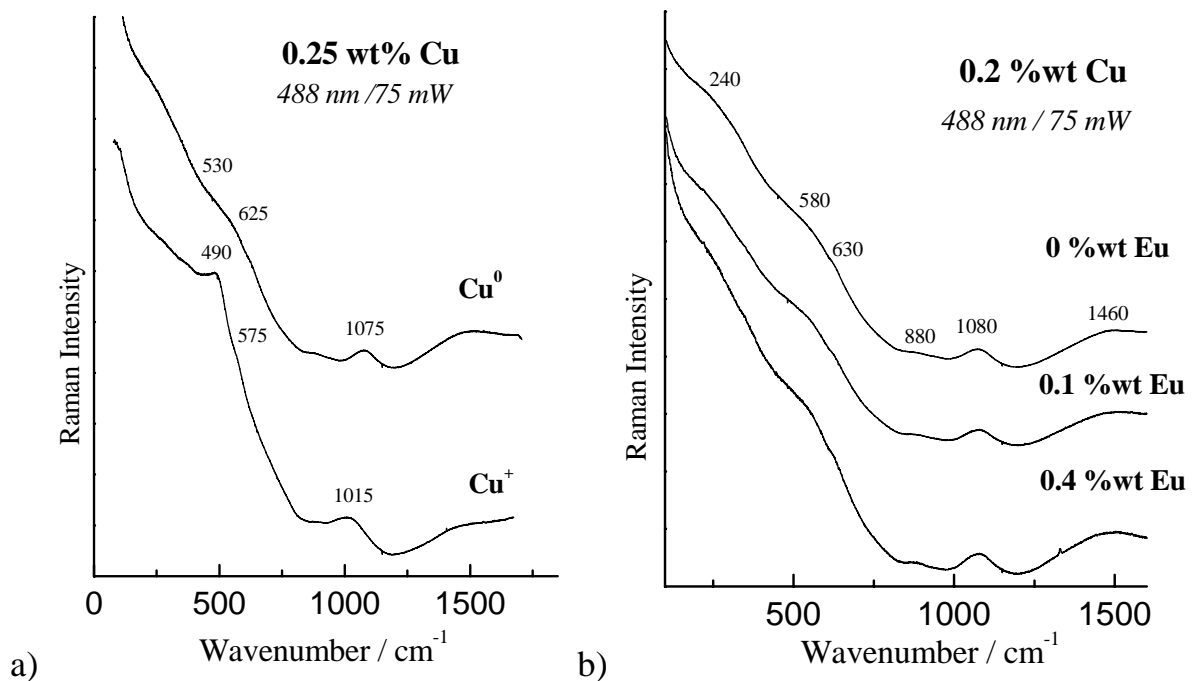 0.25 wt% Cu
488 nm /75 mW
530
625
490
575
1075
Cu⁰
1015
Cu⁺
Raman Intensity
0 500 1000 1500
Wavenumber / cm⁻¹
a)
0.2 %wt Cu
488 nm / 75 mW
240
580
630
0 %wt Eu
880
1080
1460
0.1 %wt Eu
0.4 %wt Eu
Raman Intensity
500 1000 1500
Wavenumber / cm⁻¹
b)